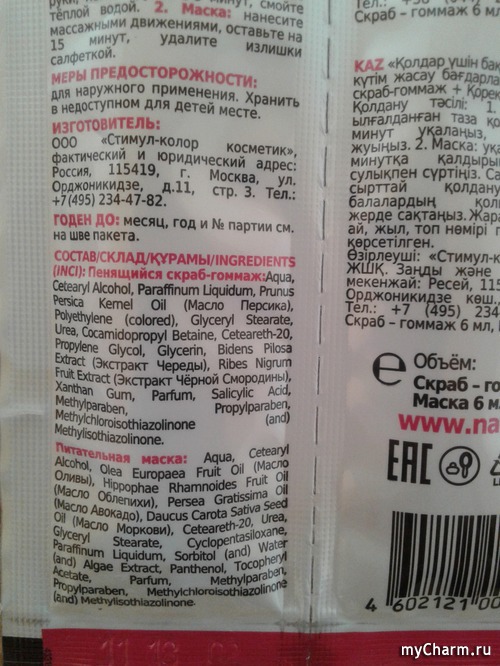 минут, смойте
тёплой водой. 2. Маска: нанесите
массажными движениями, оставьте на
15 минут, удалите излишки
салфеткой.
МЕРЫ ПРЕДОСТОРОЖНОСТИ:
для наружного применения. Хранить
в недоступном для детей месте.
ИЗГОТОВИТЕЛЬ:
ООО «Стимул-колор косметик»,
фактический и юридический адрес:
Россия, 115419, г. Москва, ул.
Орджоникидзе, д.11, стр. 3. Тел.:
+7(495) 234-47-82.
ГОДЕН ДО: месяц, год и № партии см.
на шве пакета.
СОСТАВ/СКЛАД/ҚҰРАМЫ/INGREDIENTS
(INCI): Пенящийся скраб-гоммаж:Aqua,
Cetearyl Alcohol, Paraffinum Liquidum, Prunus
Persica Kernel Oil (Масло Персика),
Polyethylene (colored), Glyceryl Stearate,
Urea, Cocamidopropyl Betaine, Ceteareth-20,
Propylene Glycol, Glycerin, Bidens Pilosa
Extract (Экстракт Череды), Ribes Nigrum
Fruit Extract (Экстракт Чёрной Смородины),
Xanthan Gum, Parfum, Salicylic Acid,
Methylparaben, Propylparaben,
Methylchloroisothiazolinone (and)
Methylisothiazolinone.
Питательная маска: Aqua, Cetearyl
Alcohol, Olea Europaea Fruit Oil (Масло
Оливы), Hippophae Rhamnoides Fruit Oil
(Масло Облепихи), Persea Gratissima Oil
(Масло Авокадо), Daucus Carota Sativa Seed
Oil (Масло Моркови), Ceteareth-20, Urea,
Glyceryl Stearate, Cyclopentasiloxane,
Paraffinum Liquidum, Sorbitol (and) Water
(and) Algae Extract, Panthenol, Tocopheryl
Acetate, Parfum, Methylparaben,
Propylparaben, Methylchloroisothiazolinone
(and) Methylisothiazolinone.
Скраб – гоммаж 6 мл
KAZ «Қолдар үшін
күтім жасау
скраб-гоммаж +
Қолдану тәсілі: 1.
ылғалданған таза
минут уқалаңыз,
жуыңыз. 2. Маска:
минутқа
сулықпен сүртіңіз.
сырттай
балалардың
жерде сақтаңыз.
ай, жыл, топ нөмірі
көрсетілген.
Өзірлеуші: «Стимул-к
ЖШҚ. Заңды және
мекенжай: Ресей, 115
Орджоникидзе көш.
Тел.: +7 (495) 234
Скраб – гоммаж 6 мл,
e Объём:
Скраб – го
Маска 6 мл
www.na
EAC
4 602121 00
myCharm.ru